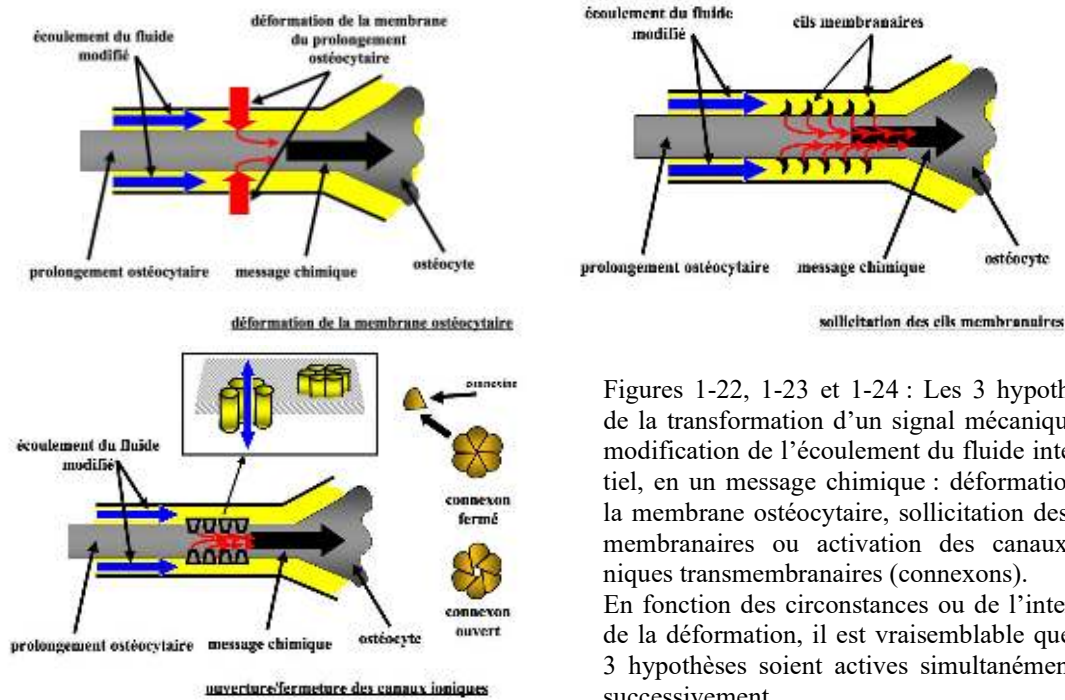 déformation de la membrane
du prolongement
ostéocytaire
écoulement du fluide
modifié
prolongement ostéocytaire
message chimique
ostéocyte
déformation de la membrane ostéocytaire
écoulement du fluide
modifié
cils membranaires
prolongement ostéocytaire
message chimique
ostéocyte
sollicitation des cils membranaires
écoulement du fluide
modifié
connexine
connexon
fermé
connexon
ouvert
prolongement ostéocytaire
message chimique
ostéocyte
ouverture/fermeture des canaux ioniques
Figures 1-22, 1-23 et 1-24 : Les 3 hypoth
de la transformation d’un signal mécaniqu
modification de l’écoulement du fluide inte
tiel, en un message chimique : déformatio
la membrane ostéocytaire, sollicitation des
membranaires ou activation des canaux
niques transmembranaires (connexons).
En fonction des circonstances ou de l’inte
de la déformation, il est vraisemblable que
3 hypothèses soient actives simultanémen
successivement